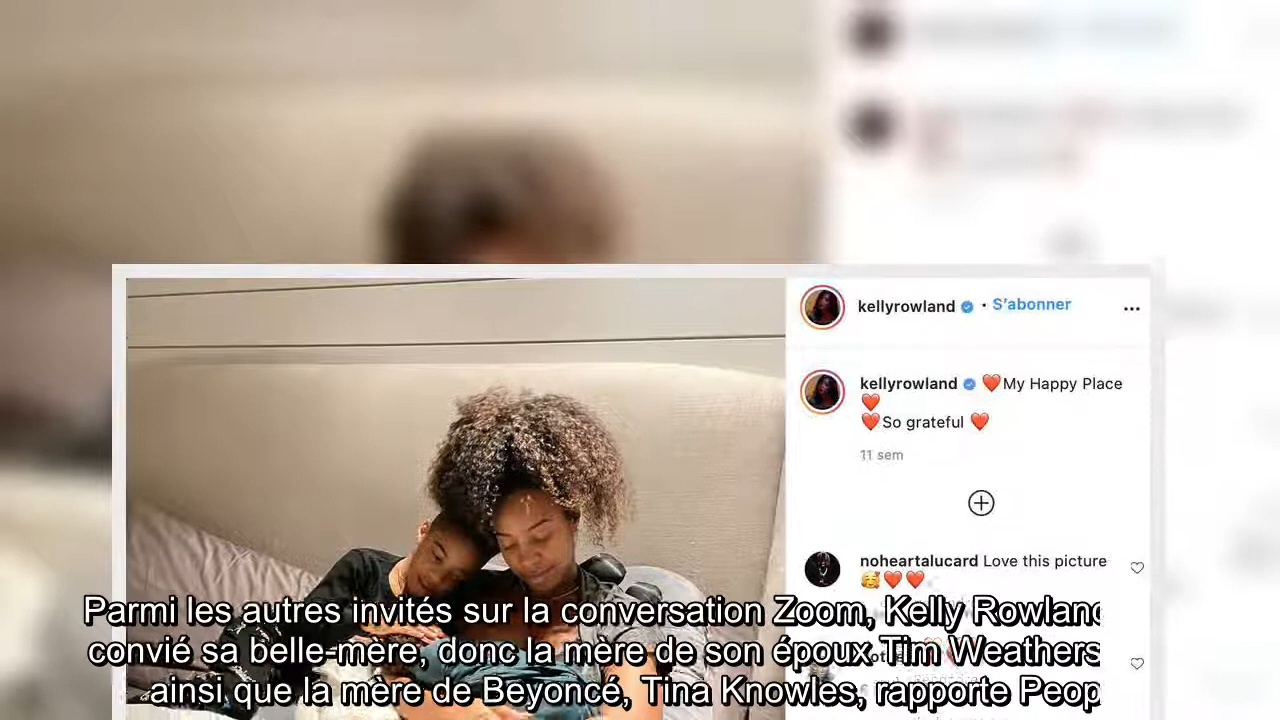 kellyrowland • S'abonner
kellyrowland ❤️My Happy Place
❤️
❤️So grateful ❤️
11 sem
noheartalucard Love this picture
🥰❤️❤️
Parmi les autres invités sur la conversation Zoom, Kelly Rowland
convié sa belle-mère, donc la mère de son époux Tim Weathers
ainsi que la mère de Beyoncé, Tina Knowles, rapporte Peop